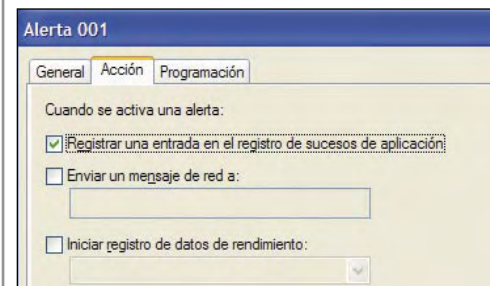 Alerta 001
General Acción Programación
Cuando se activa una alerta:
Registrar una entrada en el registro de sucesos de aplicación
Enviar un mensaje de red a:
Iniciar registro de datos de rendimiento: